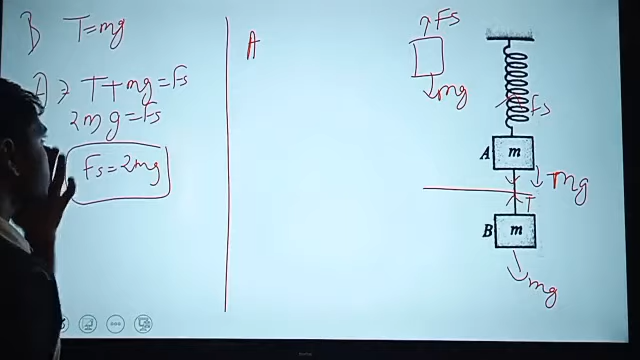 B T=mg
A) ⇒ T+mg=Fs
2mg=Fs
Fs=2mg
A
Fs
mg
Fs
A m
mg
T
B m
mg